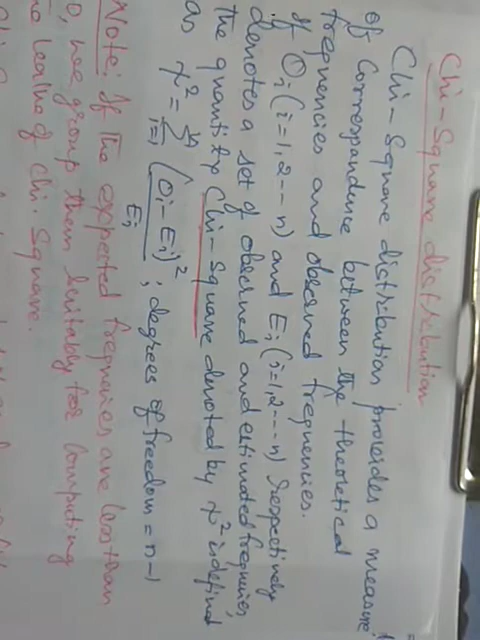 Chi-Square distribution
Chi-Square distribution provides a measure
of correspondence between the theoretical
frequencies and observed frequencies.
If Oi (i=1,2---n) and Ei (i=1,2---n) respectively
denotes a set of observed and estimated frequencies,
the quantity Chi-Square denoted by χ² is defined
as χ² = Σ_{i=1}^{n} (Oi - Ei)² / Ei ; degrees of freedom = n-1
Note: If the expected frequencies are less than
0, we group them suitably for computing
value of Chi-Square.